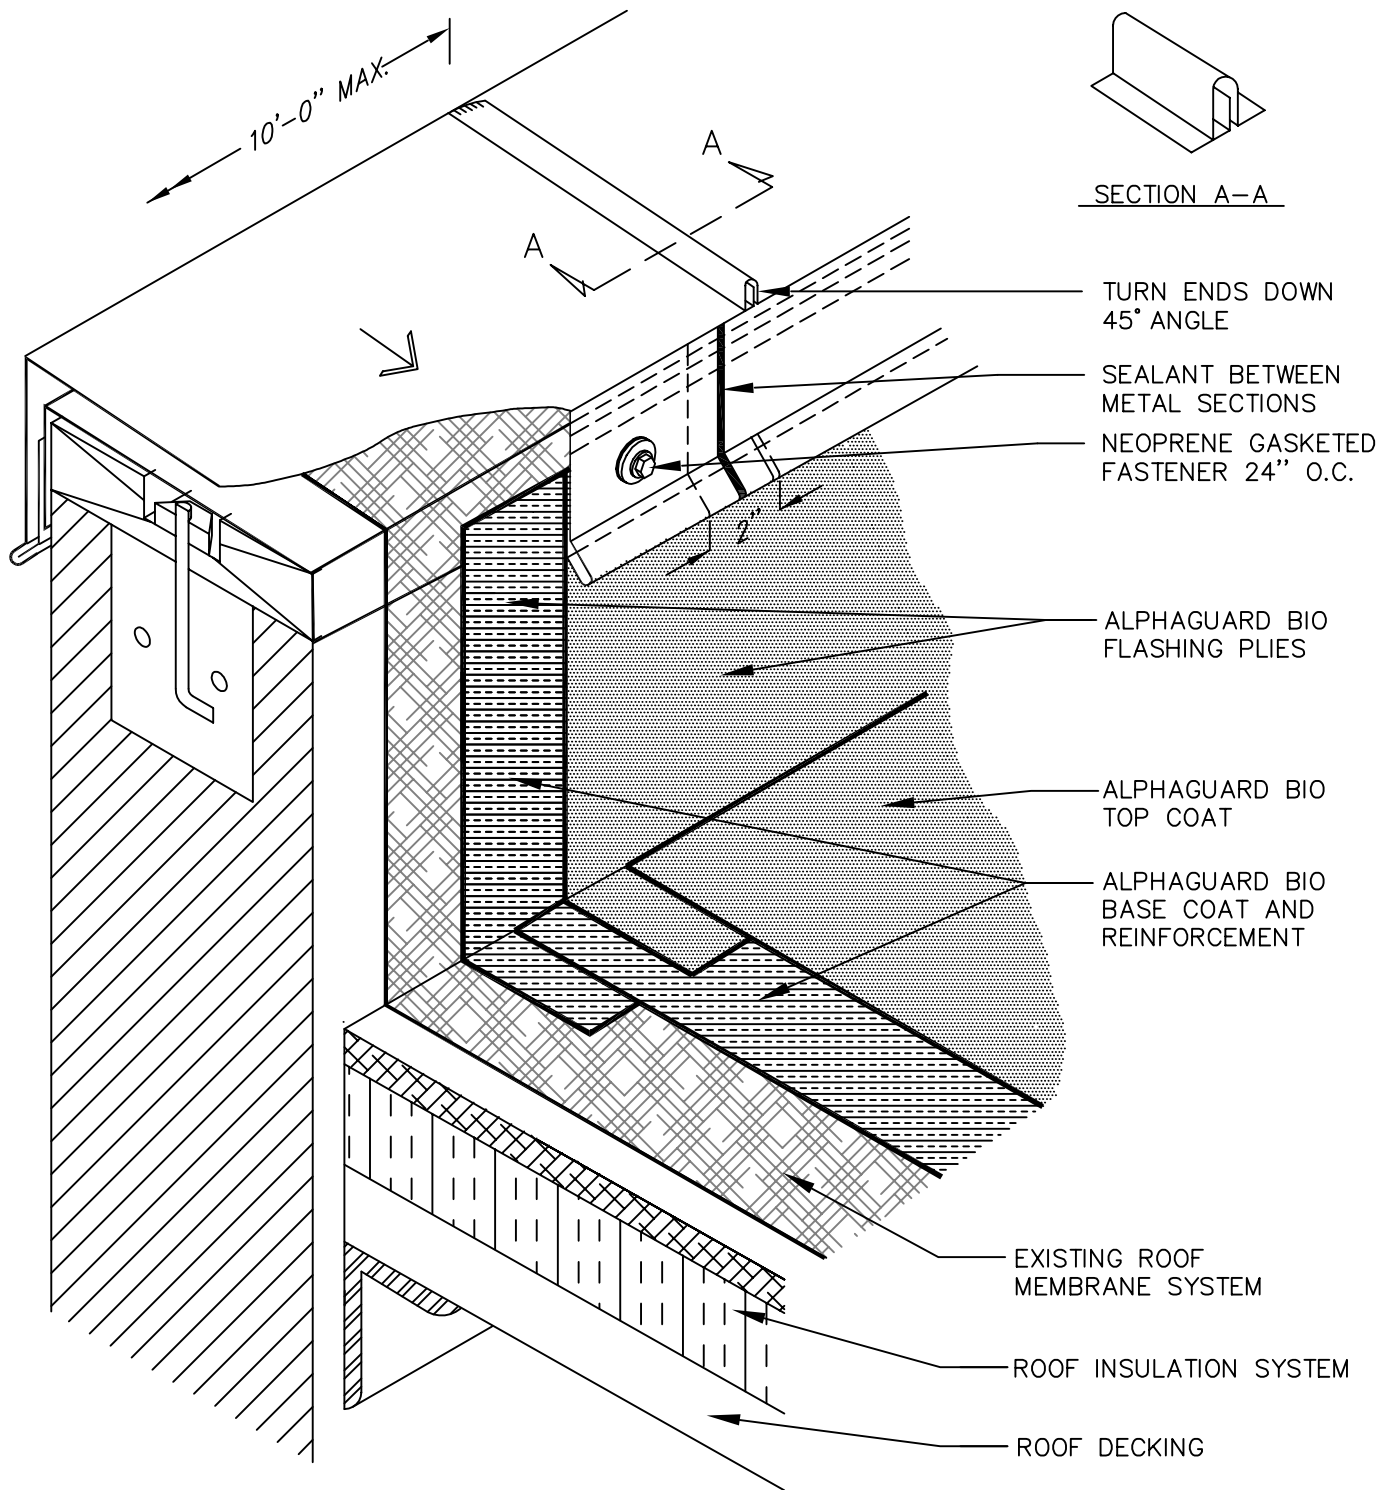 10'-0" MAX.
A
A
SECTION A-A
TURN ENDS DOWN
45° ANGLE
SEALANT BETWEEN
METAL SECTIONS
NEOPRENE GASKETED
FASTENER 24" O.C.
2"
ALPHAGUARD BIO
FLASHING PLIES
ALPHAGUARD BIO
TOP COAT
ALPHAGUARD BIO
BASE COAT AND
REINFORCEMENT
EXISTING ROOF
MEMBRANE SYSTEM
ROOF INSULATION SYSTEM
ROOF DECKING